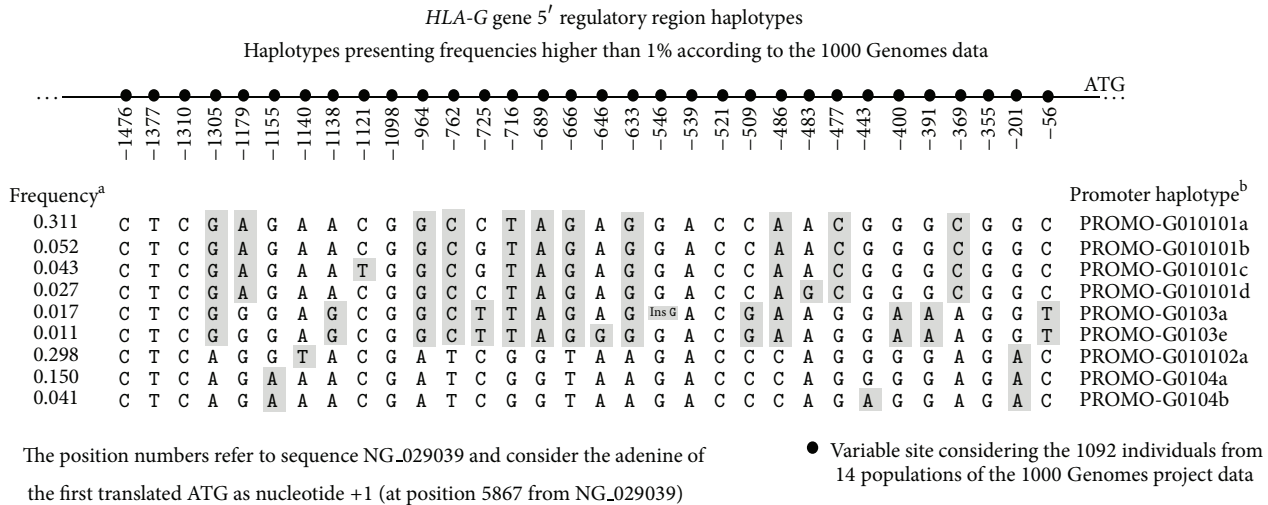 HLA-G gene 5′ regulatory region haplotypes
Haplotypes presenting frequencies higher than 1% according to the 1000 Genomes data
... ATG ...
−1476 −1377 −1310 −1305 −1179 −1155 −1140 −1138 −1121 −1098 −964 −762 −725 −716 −689 −666 −646 −633 −546 −539 −521 −509 −486 −483 −477 −443 −400 −391 −369 −355 −201 −56
Frequencyᵃ Promoter haplotypeᵇ
0.311 C T C G A G A A C G G C C T A G A G G A C C A A C G G G C G G C PROMO-G010101a
0.052 C T C G A G A A C G G C G T A G A G G A C C A A C G G G C G G C PROMO-G010101b
0.043 C T C G A G A A T G G C G T A G A G G A C C A A C G G G C G G C PROMO-G010101c
0.027 C T C G A G A A C G G C C T A G A G G A C C A G C G G G C G G C PROMO-G010101d
0.017 C T C G G G A G C G G C T T A G A G Ins G A C G A A G G A A A G G T PROMO-G0103a
0.011 C T C G G G A G C G G C T T A G G G G A C G A A G G A A A G G T PROMO-G0103e
0.298 C T C A G G T A C G A T C G G T A A G A C C C A G G G G A G A C PROMO-G010102a
0.150 C T C A G A A A C G A T C G G T A A G A C C C A G G G G A G A C PROMO-G0104a
0.041 C T C A G A A A C G A T C G G T A A G A C C C A G A G G A G A C PROMO-G0104b
The position numbers refer to sequence NG_029039 and consider the adenine of
the first translated ATG as nucleotide +1 (at position 5867 from NG_029039)
Variable site considering the 1092 individuals from
14 populations of the 1000 Genomes project data